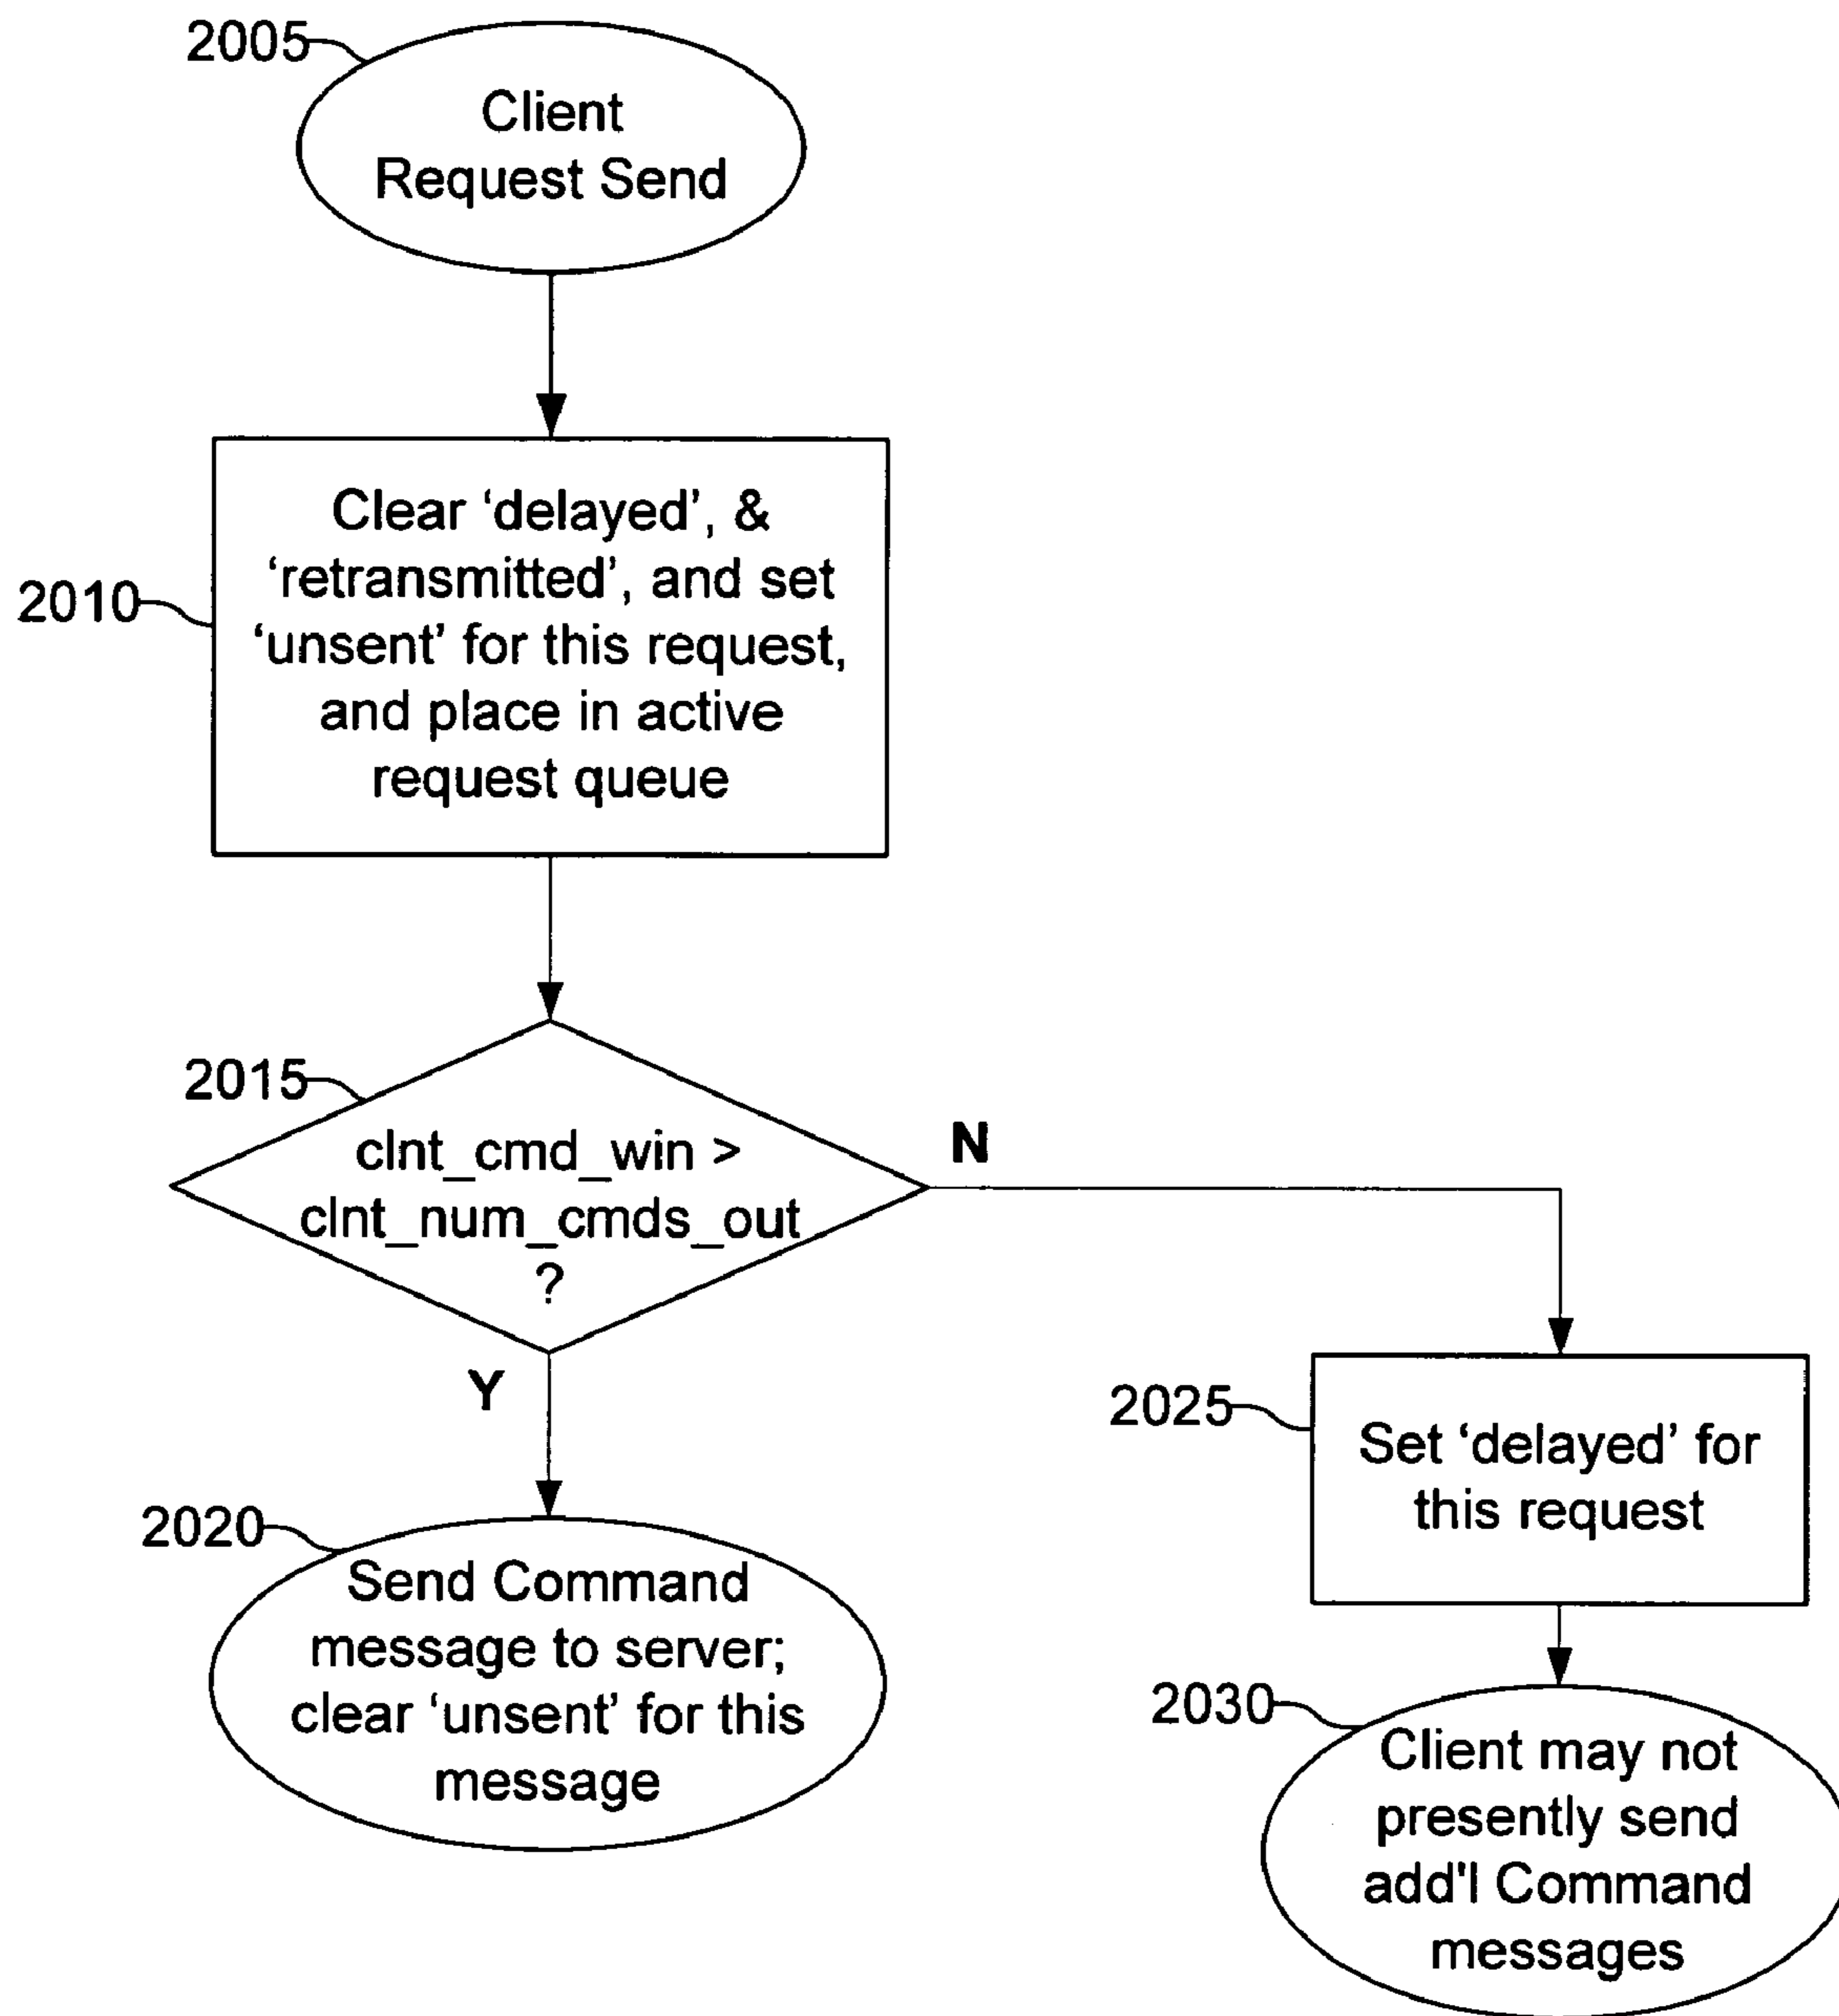 2005
Client
Request Send
2010
Clear ‘delayed’, &
‘retransmitted’, and set
‘unsent’ for this request,
and place in active
request queue
2015
clnt_cmd_win >
clnt_num_cmds_out
?
N
Y
2020
Send Command
message to server;
clear ‘unsent’ for this
message
2025
Set ‘delayed’ for
this request
2030
Client may not
presently send
add'l Command
messages